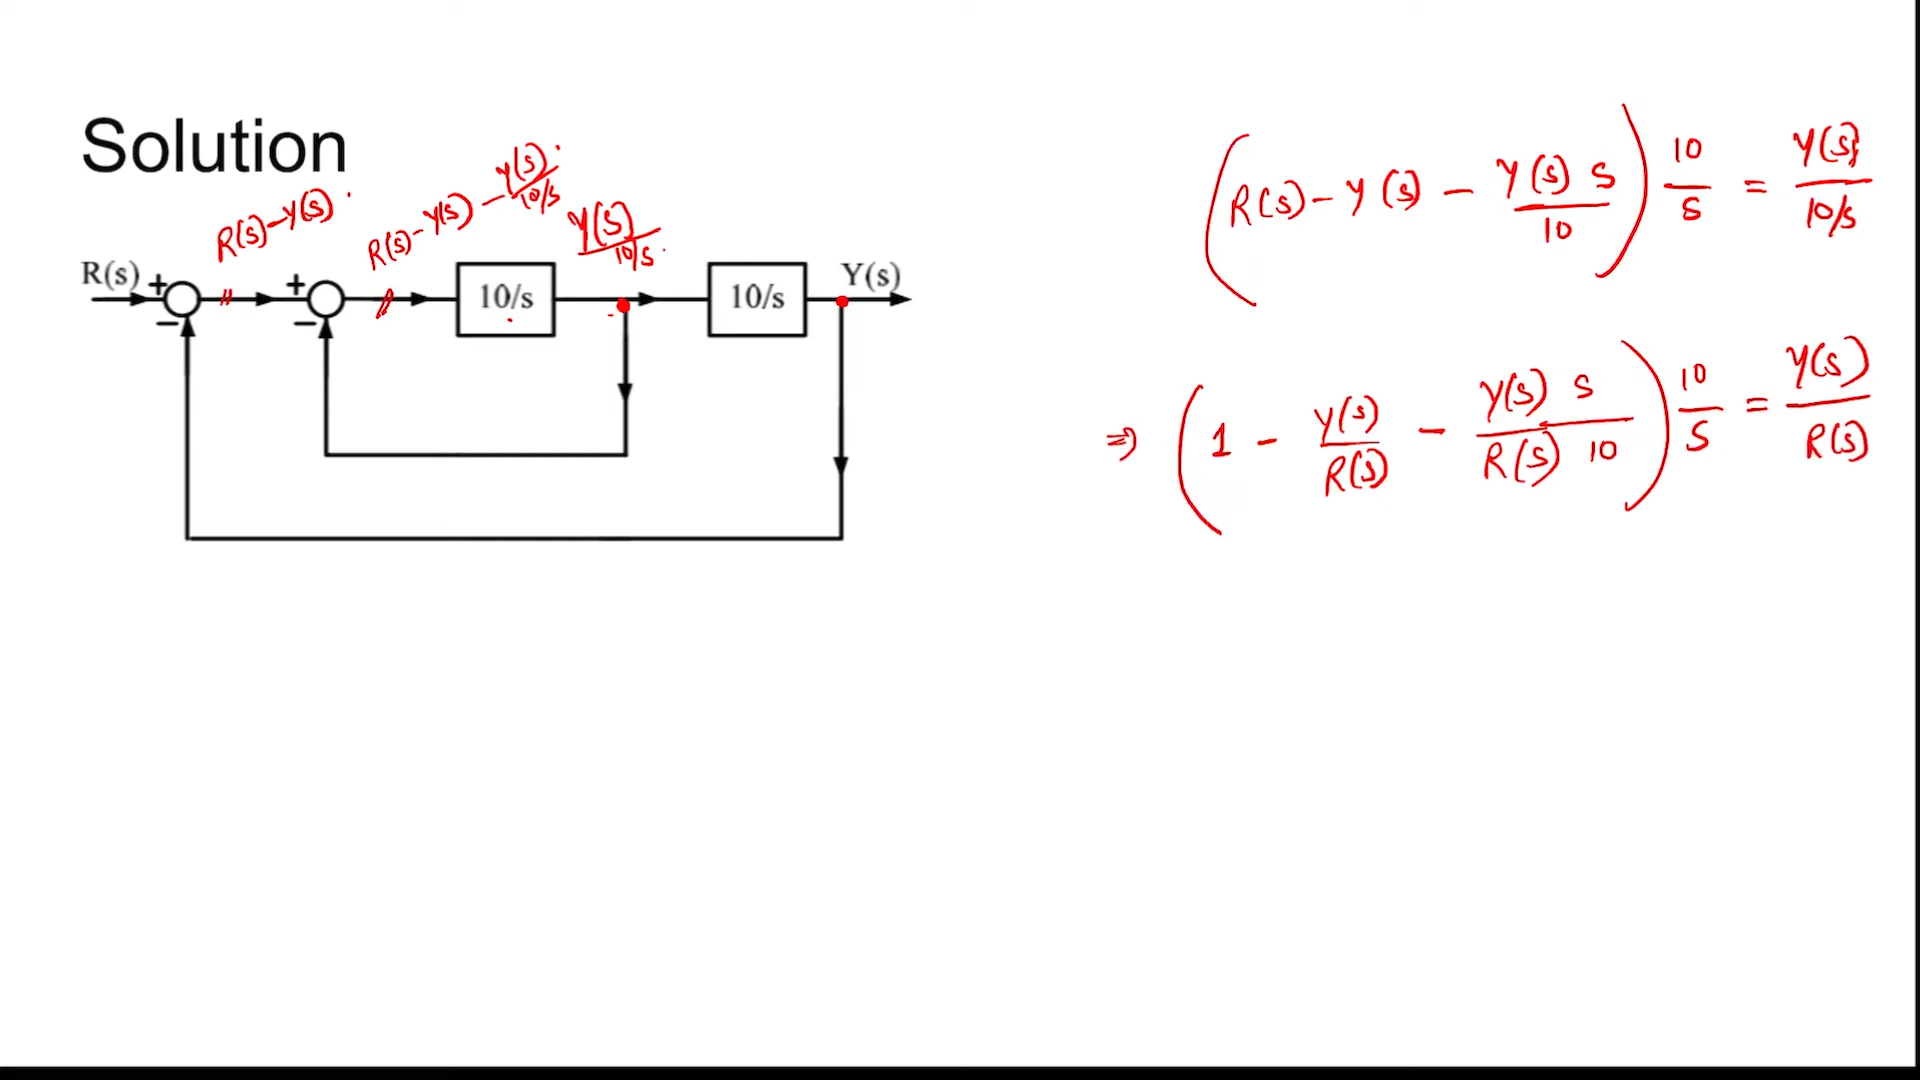 Solution
R(s)-Y(s)
R(s)-Y(s) - Y(s)/10/s
Y(s)/10/s
R(s) + − + − 10/s 10/s Y(s)
(R(s) - Y(s) - Y(s) s/10) 10/s = Y(s)/10/s
⇒ (1 - Y(s)/R(s) - Y(s) s/R(s) 10) 10/s = Y(s)/R(s)